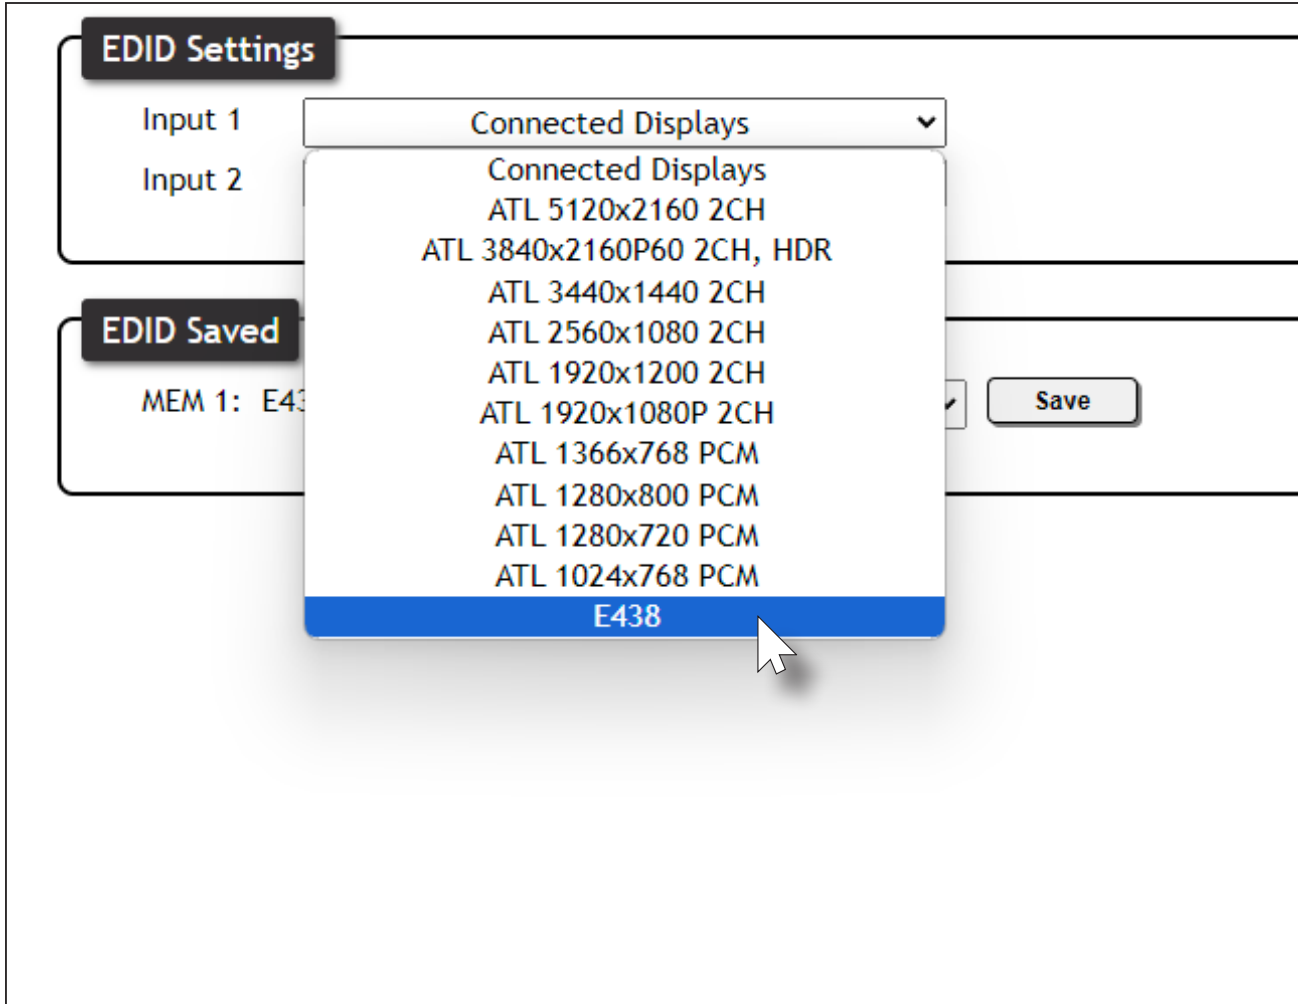 EDID Settings
Input 1 Connected Displays
Input 2
Connected Displays
ATL 5120x2160 2CH
ATL 3840x2160P60 2CH, HDR
ATL 3440x1440 2CH
ATL 2560x1080 2CH
ATL 1920x1200 2CH
ATL 1920x1080P 2CH
ATL 1366x768 PCM
ATL 1280x800 PCM
ATL 1280x720 PCM
ATL 1024x768 PCM
E438
EDID Saved
MEM 1: Save